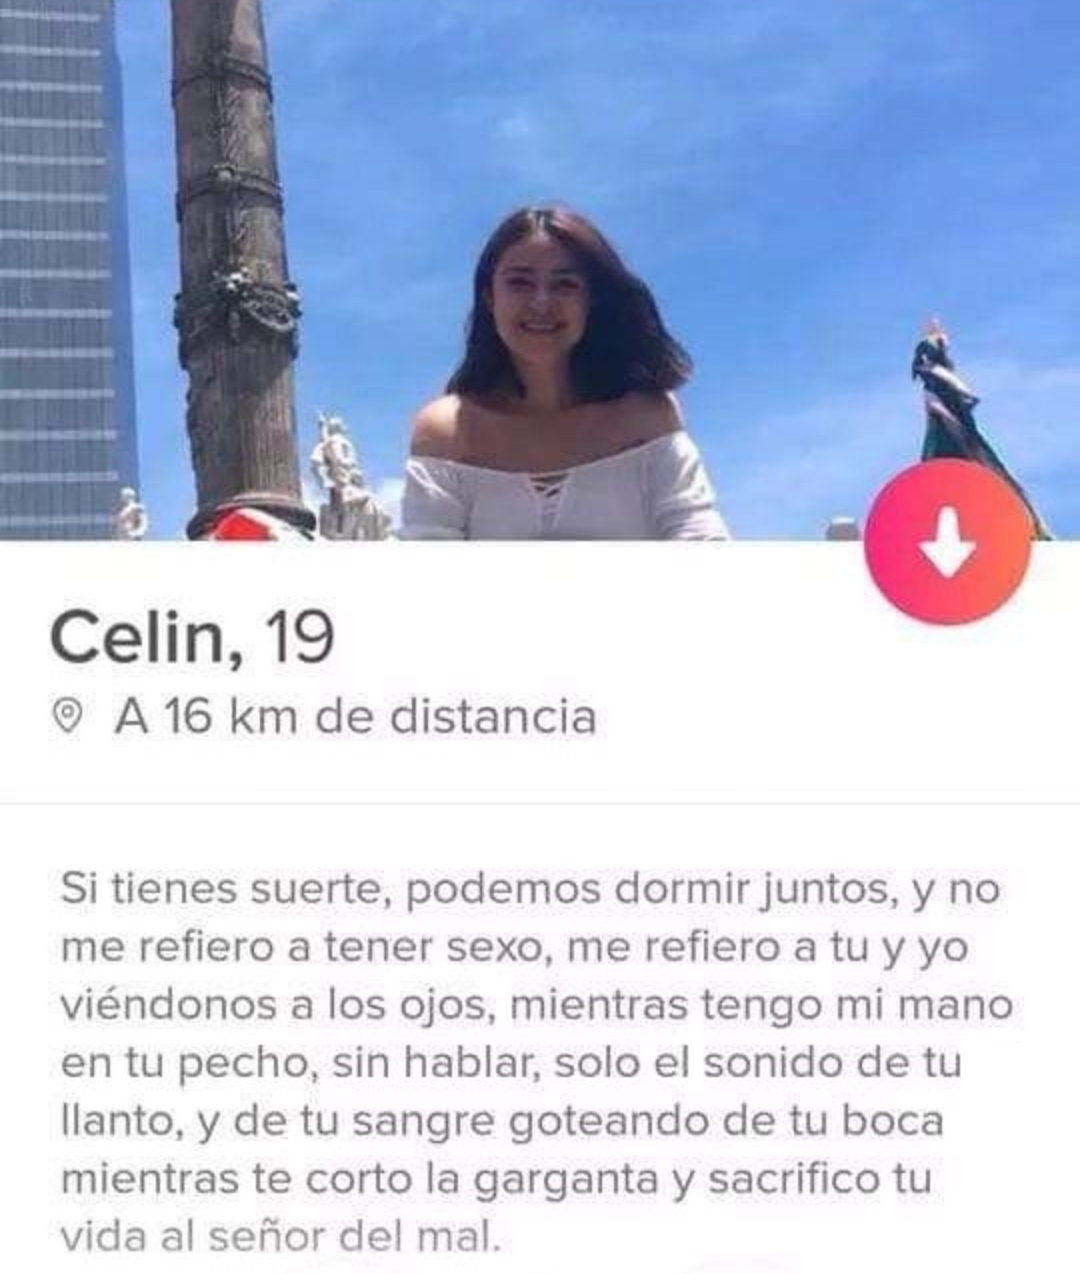 Celin, 19
A 16 km de distancia
Si tienes suerte, podemos dormir juntos, y no
me refiero a tener sexo, me refiero a tu y yo
viéndonos a los ojos, mientras tengo mi mano
en tu pecho, sin hablar, solo el sonido de tu
llanto, y de tu sangre goteando de tu boca
mientras te corto la garganta y sacrifico tu
vida al señor del mal.